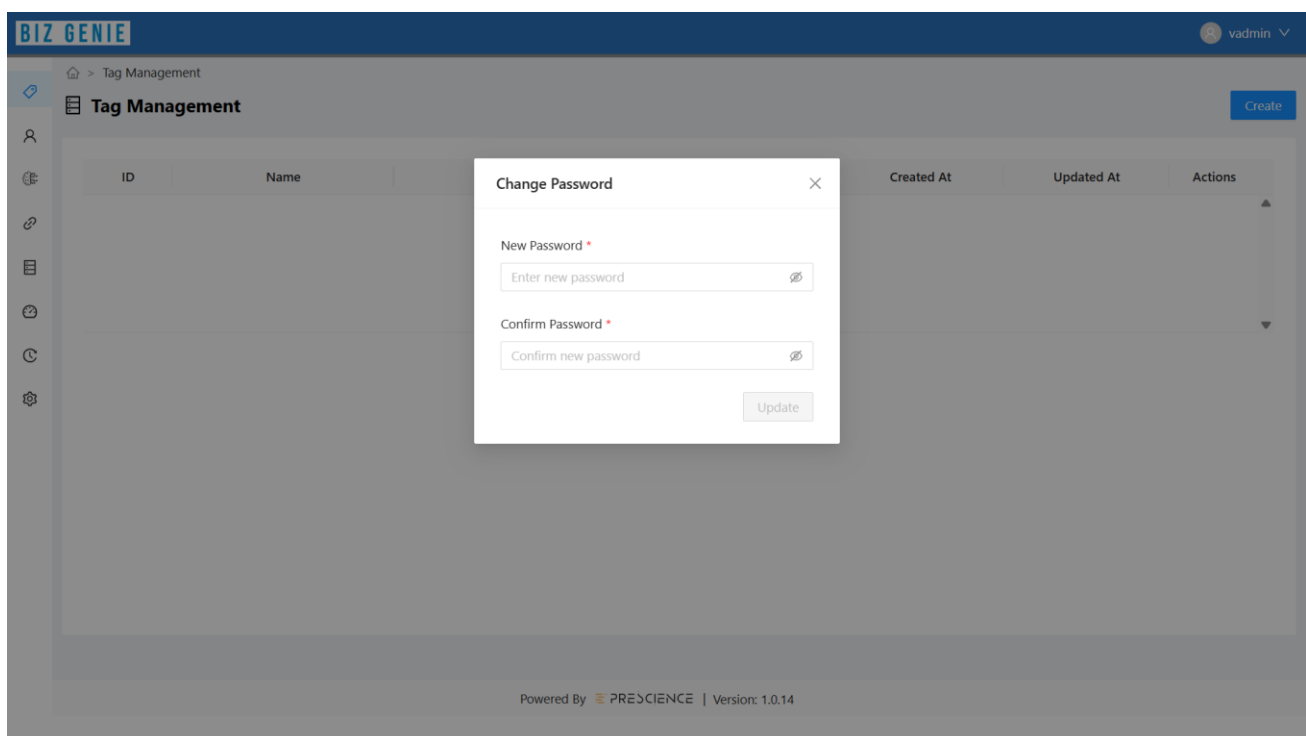 BIZ GENIE
vadmin
> Tag Management
Tag Management
Create
ID Name Created At Updated At Actions
Change Password
New Password *
Enter new password
Confirm Password *
Confirm new password
Update
Powered By PRESCIENCE | Version: 1.0.14